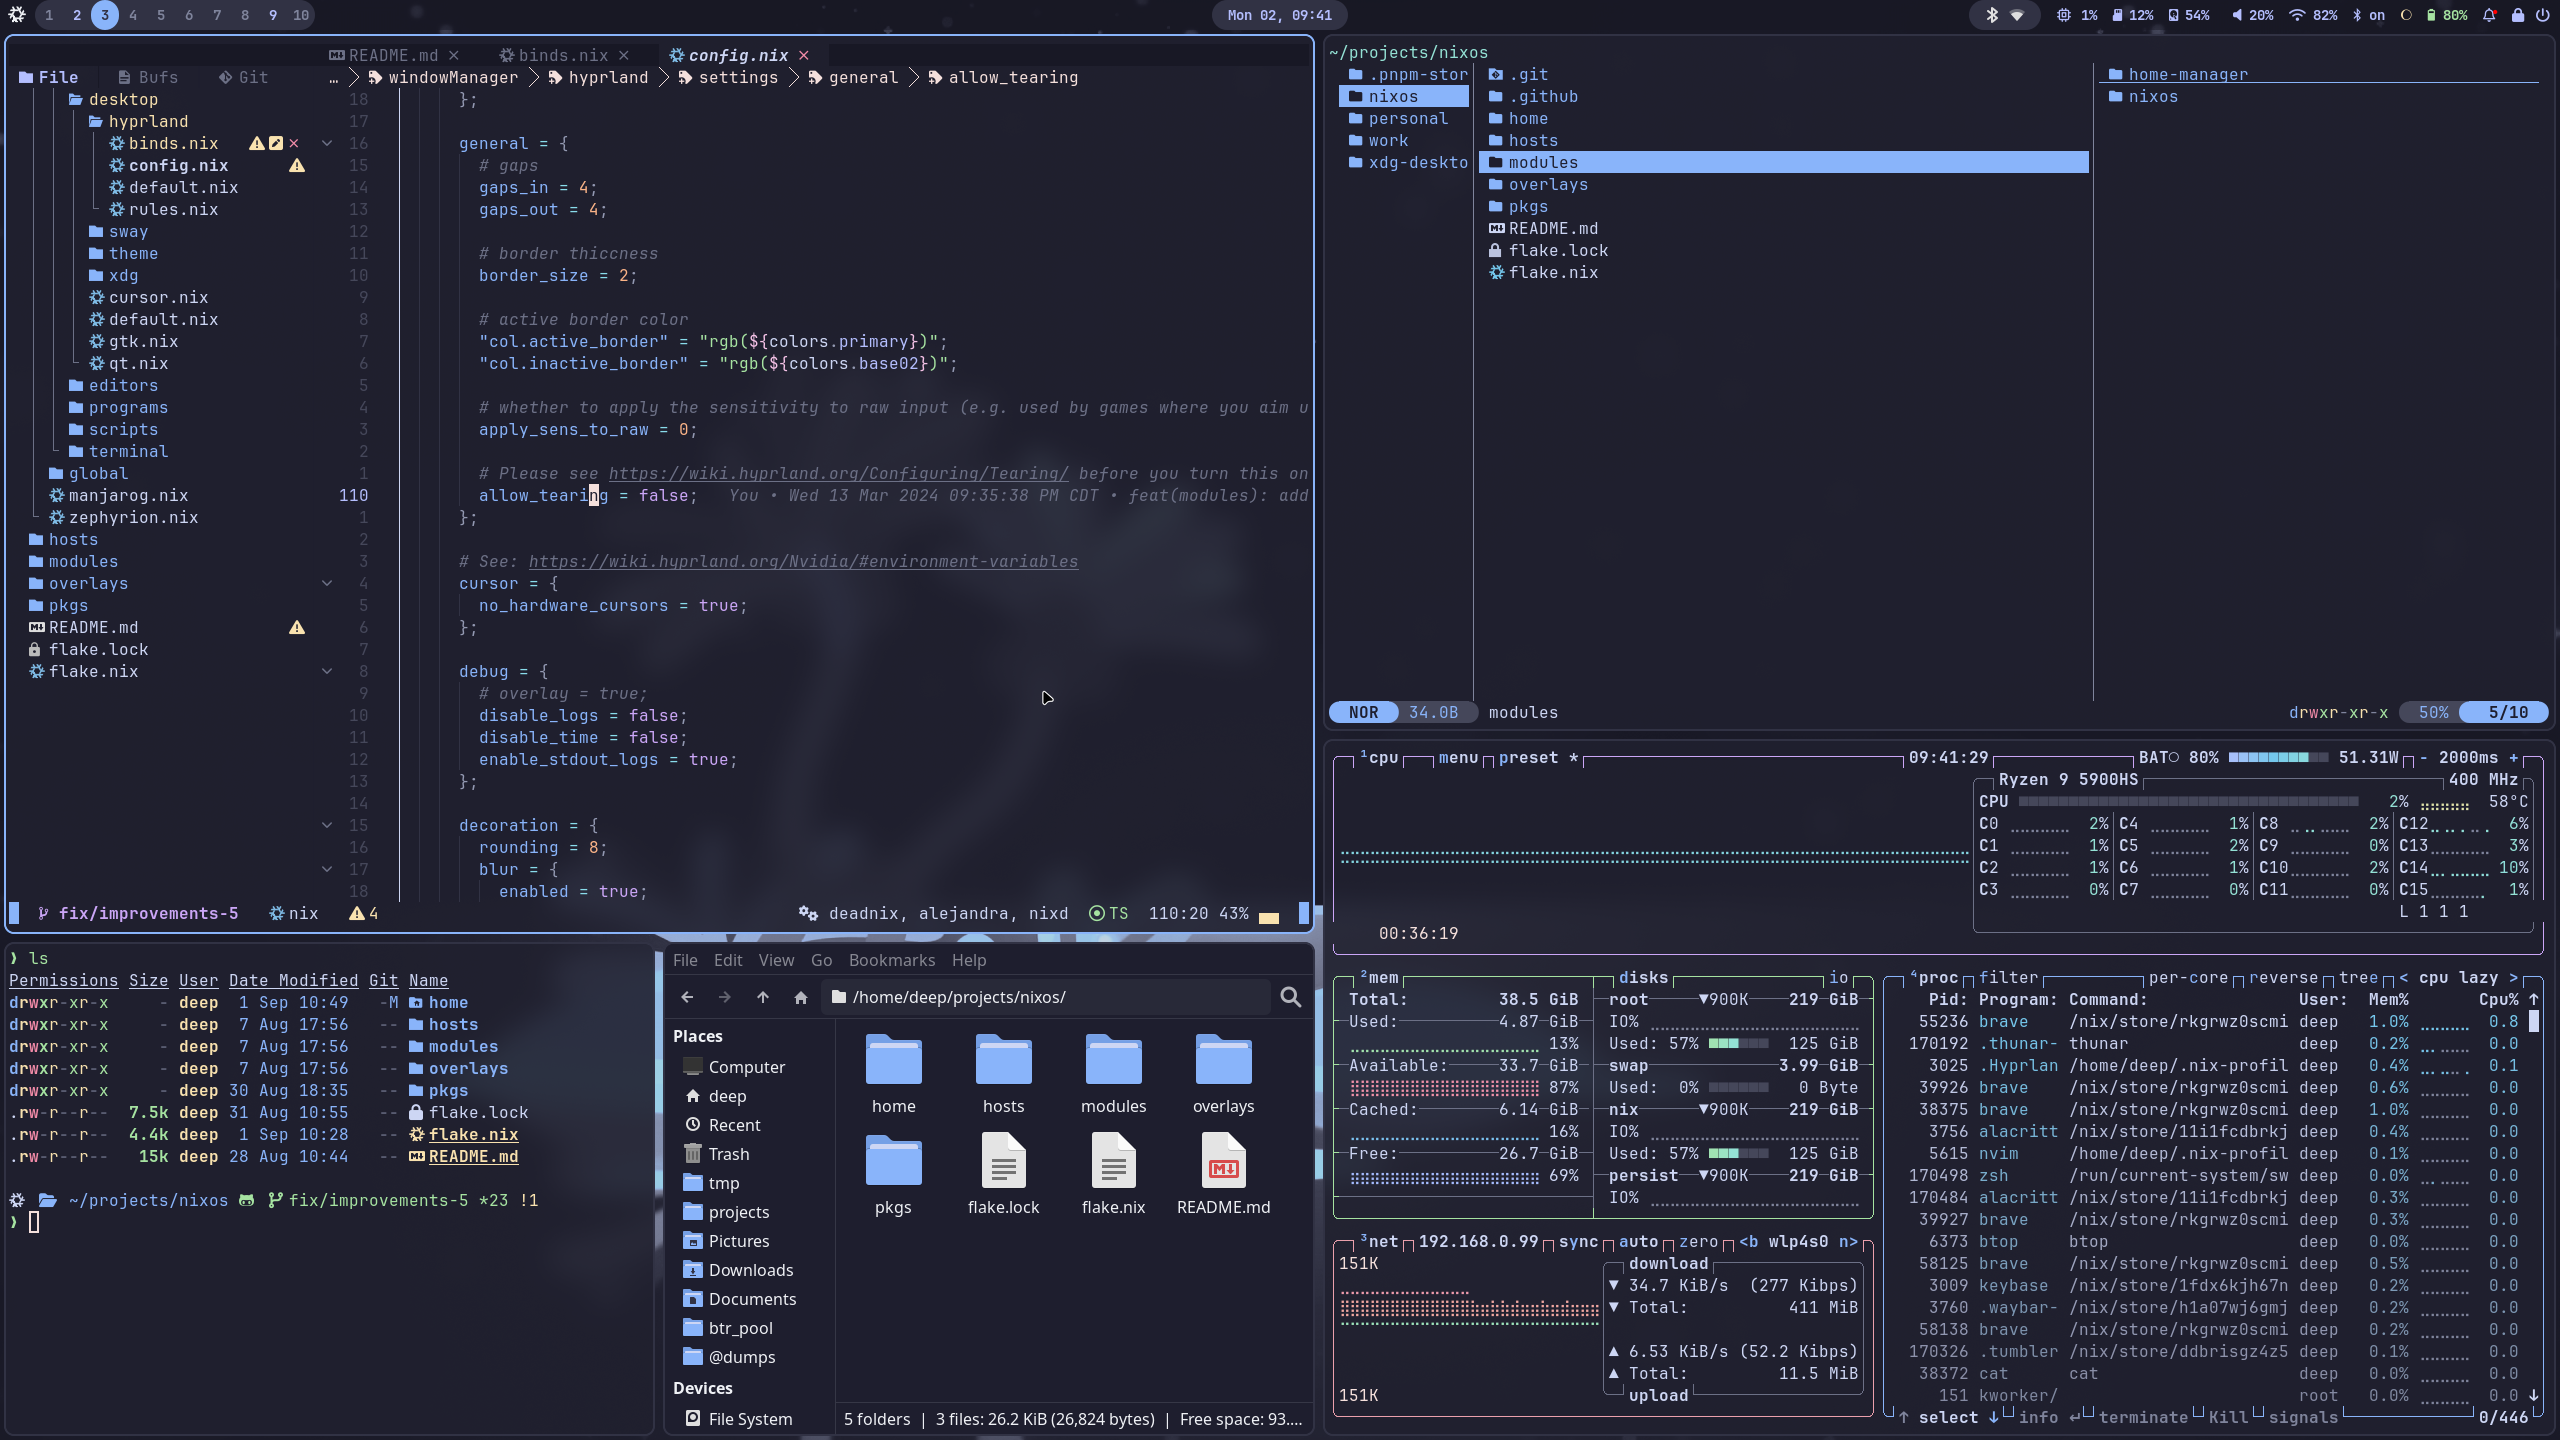 1 2 3 4 5 6 7 8 9 10
Mon 02, 09:41
1% 12% 54% 20% 82% on 80%
README.md × binds.nix × config.nix ×
File Bufs Git
… > windowManager > hyprland > settings > general > allow_tearing
desktop
hyprland
binds.nix
config.nix
default.nix
rules.nix
sway
theme
xdg
cursor.nix
default.nix
gtk.nix
qt.nix
editors
programs
scripts
terminal
global
manjarog.nix
zephyrion.nix
hosts
modules
overlays
pkgs
README.md
flake.lock
flake.nix
18 };
17
16 general = {
15 # gaps
14 gaps_in = 4;
13 gaps_out = 4;
12
11 # border thiccness
10 border_size = 2;
9
8 # active border color
7 "col.active_border" = "rgb(${colors.primary})";
6 "col.inactive_border" = "rgb(${colors.base02})";
5
4 # whether to apply the sensitivity to raw input (e.g. used by games where you aim u
3 apply_sens_to_raw = 0;
2
1 # Please see https://wiki.hyprland.org/Configuring/Tearing/ before you turn this on
110 allow_tearing = false; You • Wed 13 Mar 2024 09:35:38 PM CDT • feat(modules): add
1 };
2
3 # See: https://wiki.hyprland.org/Nvidia/#environment-variables
4 cursor = {
5 no_hardware_cursors = true;
6 };
7
8 debug = {
9 # overlay = true;
10 disable_logs = false;
11 disable_time = false;
12 enable_stdout_logs = true;
13 };
14
15 decoration = {
16 rounding = 8;
17 blur = {
18 enabled = true;
fix/improvements-5 nix 4 deadnix, alejandra, nixd TS 110:20 43%
~/projects/nixos
.pnpm-stor
nixos
personal
work
xdg-deskto
.git
.github
home
hosts
modules
overlays
pkgs
README.md
flake.lock
flake.nix
home-manager
nixos
NOR 34.0B modules drwxr-xr-x 50% 5/10
❯ ls
Permissions Size User Date Modified Git Name
drwxr-xr-x - deep 1 Sep 10:49 -M home
drwxr-xr-x - deep 7 Aug 17:56 -- hosts
drwxr-xr-x - deep 7 Aug 17:56 -- modules
drwxr-xr-x - deep 7 Aug 17:56 -- overlays
drwxr-xr-x - deep 30 Aug 18:35 -- pkgs
.rw-r--r-- 7.5k deep 31 Aug 10:55 -- flake.lock
.rw-r--r-- 4.4k deep 1 Sep 10:28 -- flake.nix
.rw-r--r-- 15k deep 28 Aug 10:44 -- README.md
~/projects/nixos fix/improvements-5 *23 !1
❯
File Edit View Go Bookmarks Help
/home/deep/projects/nixos/
Places
Computer
deep
Recent
Trash
tmp
projects
Pictures
Downloads
Documents
btr_pool
@dumps
Devices
File System
home hosts modules overlays
pkgs flake.lock flake.nix README.md
5 folders | 3 files: 26.2 KiB (26,824 bytes) | Free space: 93.…
¹cpu menu preset * 09:41:29 BAT○ 80% 51.31W - 2000ms +
Ryzen 9 5900HS 400 MHz
CPU 2% 58°C
C0 2% C4 1% C8 2% C12 6%
C1 1% C5 2% C9 0% C13 3%
C2 1% C6 1% C10 2% C14 10%
C3 0% C7 0% C11 0% C15 1%
L 1 1 1
00:36:19
²mem disks io
Total: 38.5 GiB
Used: 4.87 GiB
13%
Available: 33.7 GiB
87%
Cached: 6.14 GiB
16%
Free: 26.7 GiB
69%
root ▼900K 219 GiB
IO%
Used: 57% 125 GiB
swap 3.99 GiB
Used: 0% 0 Byte
nix ▼900K 219 GiB
IO%
Used: 57% 125 GiB
persist ▼900K 219 GiB
IO%
³net 192.168.0.99 sync auto zero <b wlp4s0 n>
151K
download
▼ 34.7 KiB/s (277 Kibps)
▼ Total: 411 MiB
▲ 6.53 KiB/s (52.2 Kibps)
▲ Total: 11.5 MiB
upload
151K
⁴proc filter per-core reverse tree < cpu lazy >
Pid: Program: Command: User: Mem% Cpu% ↑
55236 brave /nix/store/rkgrwz0scmi deep 1.0% 0.8
170192 .thunar- thunar deep 0.2% 0.0
3025 .Hyprlan /home/deep/.nix-profil deep 0.4% 0.1
39926 brave /nix/store/rkgrwz0scmi deep 0.6% 0.0
38375 brave /nix/store/rkgrwz0scmi deep 1.0% 0.0
3756 alacritt /nix/store/11i1fcdbrkj deep 0.4% 0.0
5615 nvim /home/deep/.nix-profil deep 0.1% 0.0
170498 zsh /run/current-system/sw deep 0.0% 0.0
170484 alacritt /nix/store/11i1fcdbrkj deep 0.3% 0.0
39927 brave /nix/store/rkgrwz0scmi deep 0.3% 0.0
6373 btop btop deep 0.0% 0.0
58125 brave /nix/store/rkgrwz0scmi deep 0.5% 0.0
3009 keybase /nix/store/1fdx6kjh67n deep 0.2% 0.0
3760 .waybar- /nix/store/h1a07wj6gmj deep 0.2% 0.0
58138 brave /nix/store/rkgrwz0scmi deep 0.2% 0.0
170326 .tumbler /nix/store/ddbrisgz4z5 deep 0.1% 0.0
38372 cat cat deep 0.0% 0.0
151 kworker/ root 0.0% 0.0 ↓
↑ select ↓ info ↵ terminate Kill signals 0/446